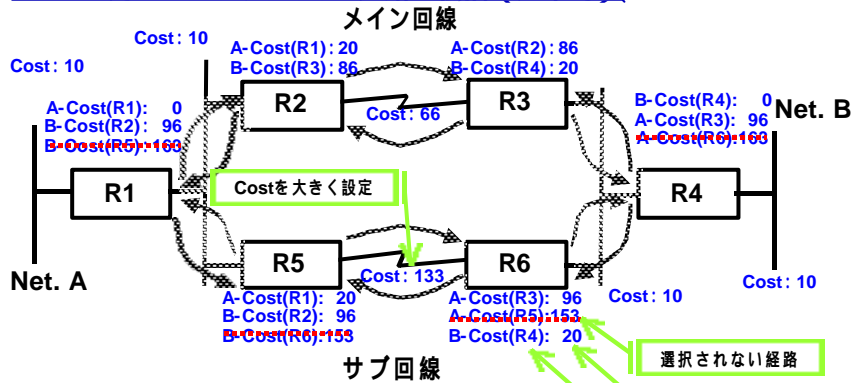 メイン回線
Cost: 10
Cost: 10
A-Cost(R1): 20
B-Cost(R3): 86
A-Cost(R2): 86
B-Cost(R4): 20
A-Cost(R1): 0
B-Cost(R2): 96
B-Cost(R5): 163
B-Cost(R4): 0
A-Cost(R3): 96
A-Cost(R6): 163
Net. B
R2
R3
Cost: 66
R1
Costを大きく設定
R4
R5
R6
Cost: 133
Net. A
Cost: 10
Cost: 10
A-Cost(R1): 20
B-Cost(R2): 96
B-Cost(R6): 153
A-Cost(R3): 96
A-Cost(R5): 153
B-Cost(R4): 20
選択されない経路
サブ回線